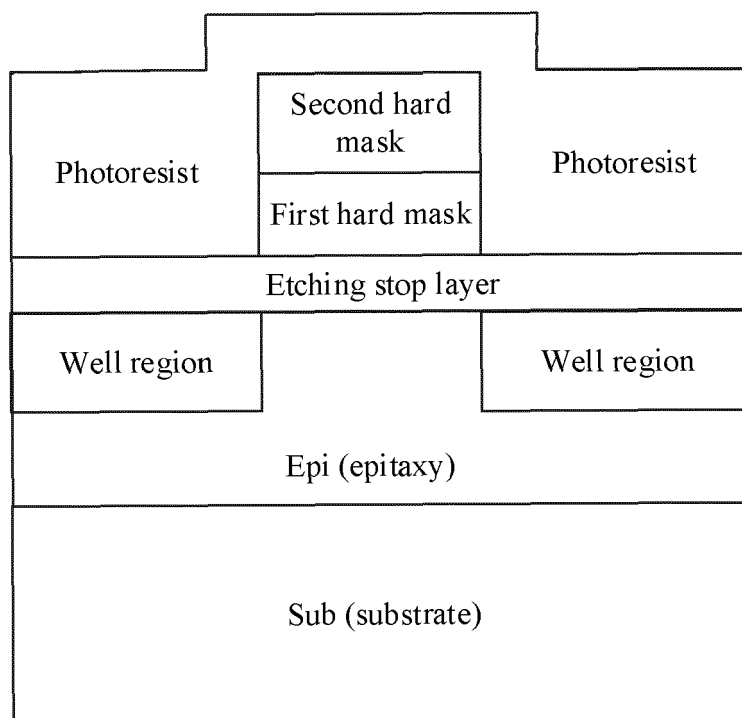 Second hard
mask
Photoresist
Photoresist
First hard mask
Etching stop layer
Well region
Well region
Epi (epitaxy)
Sub (substrate)